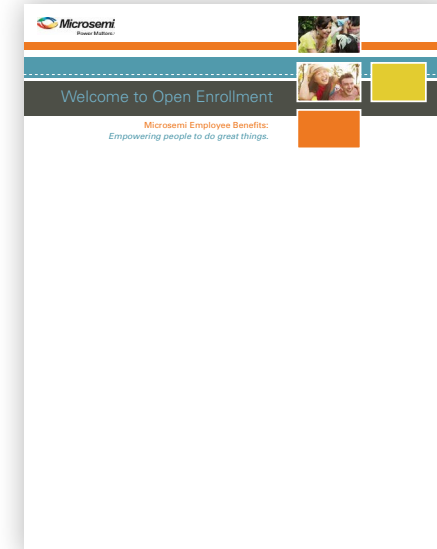 Microsemi
Power Matters.
Welcome to Open Enrollment
Microsemi Employee Benefits:
Empowering people to do great things.